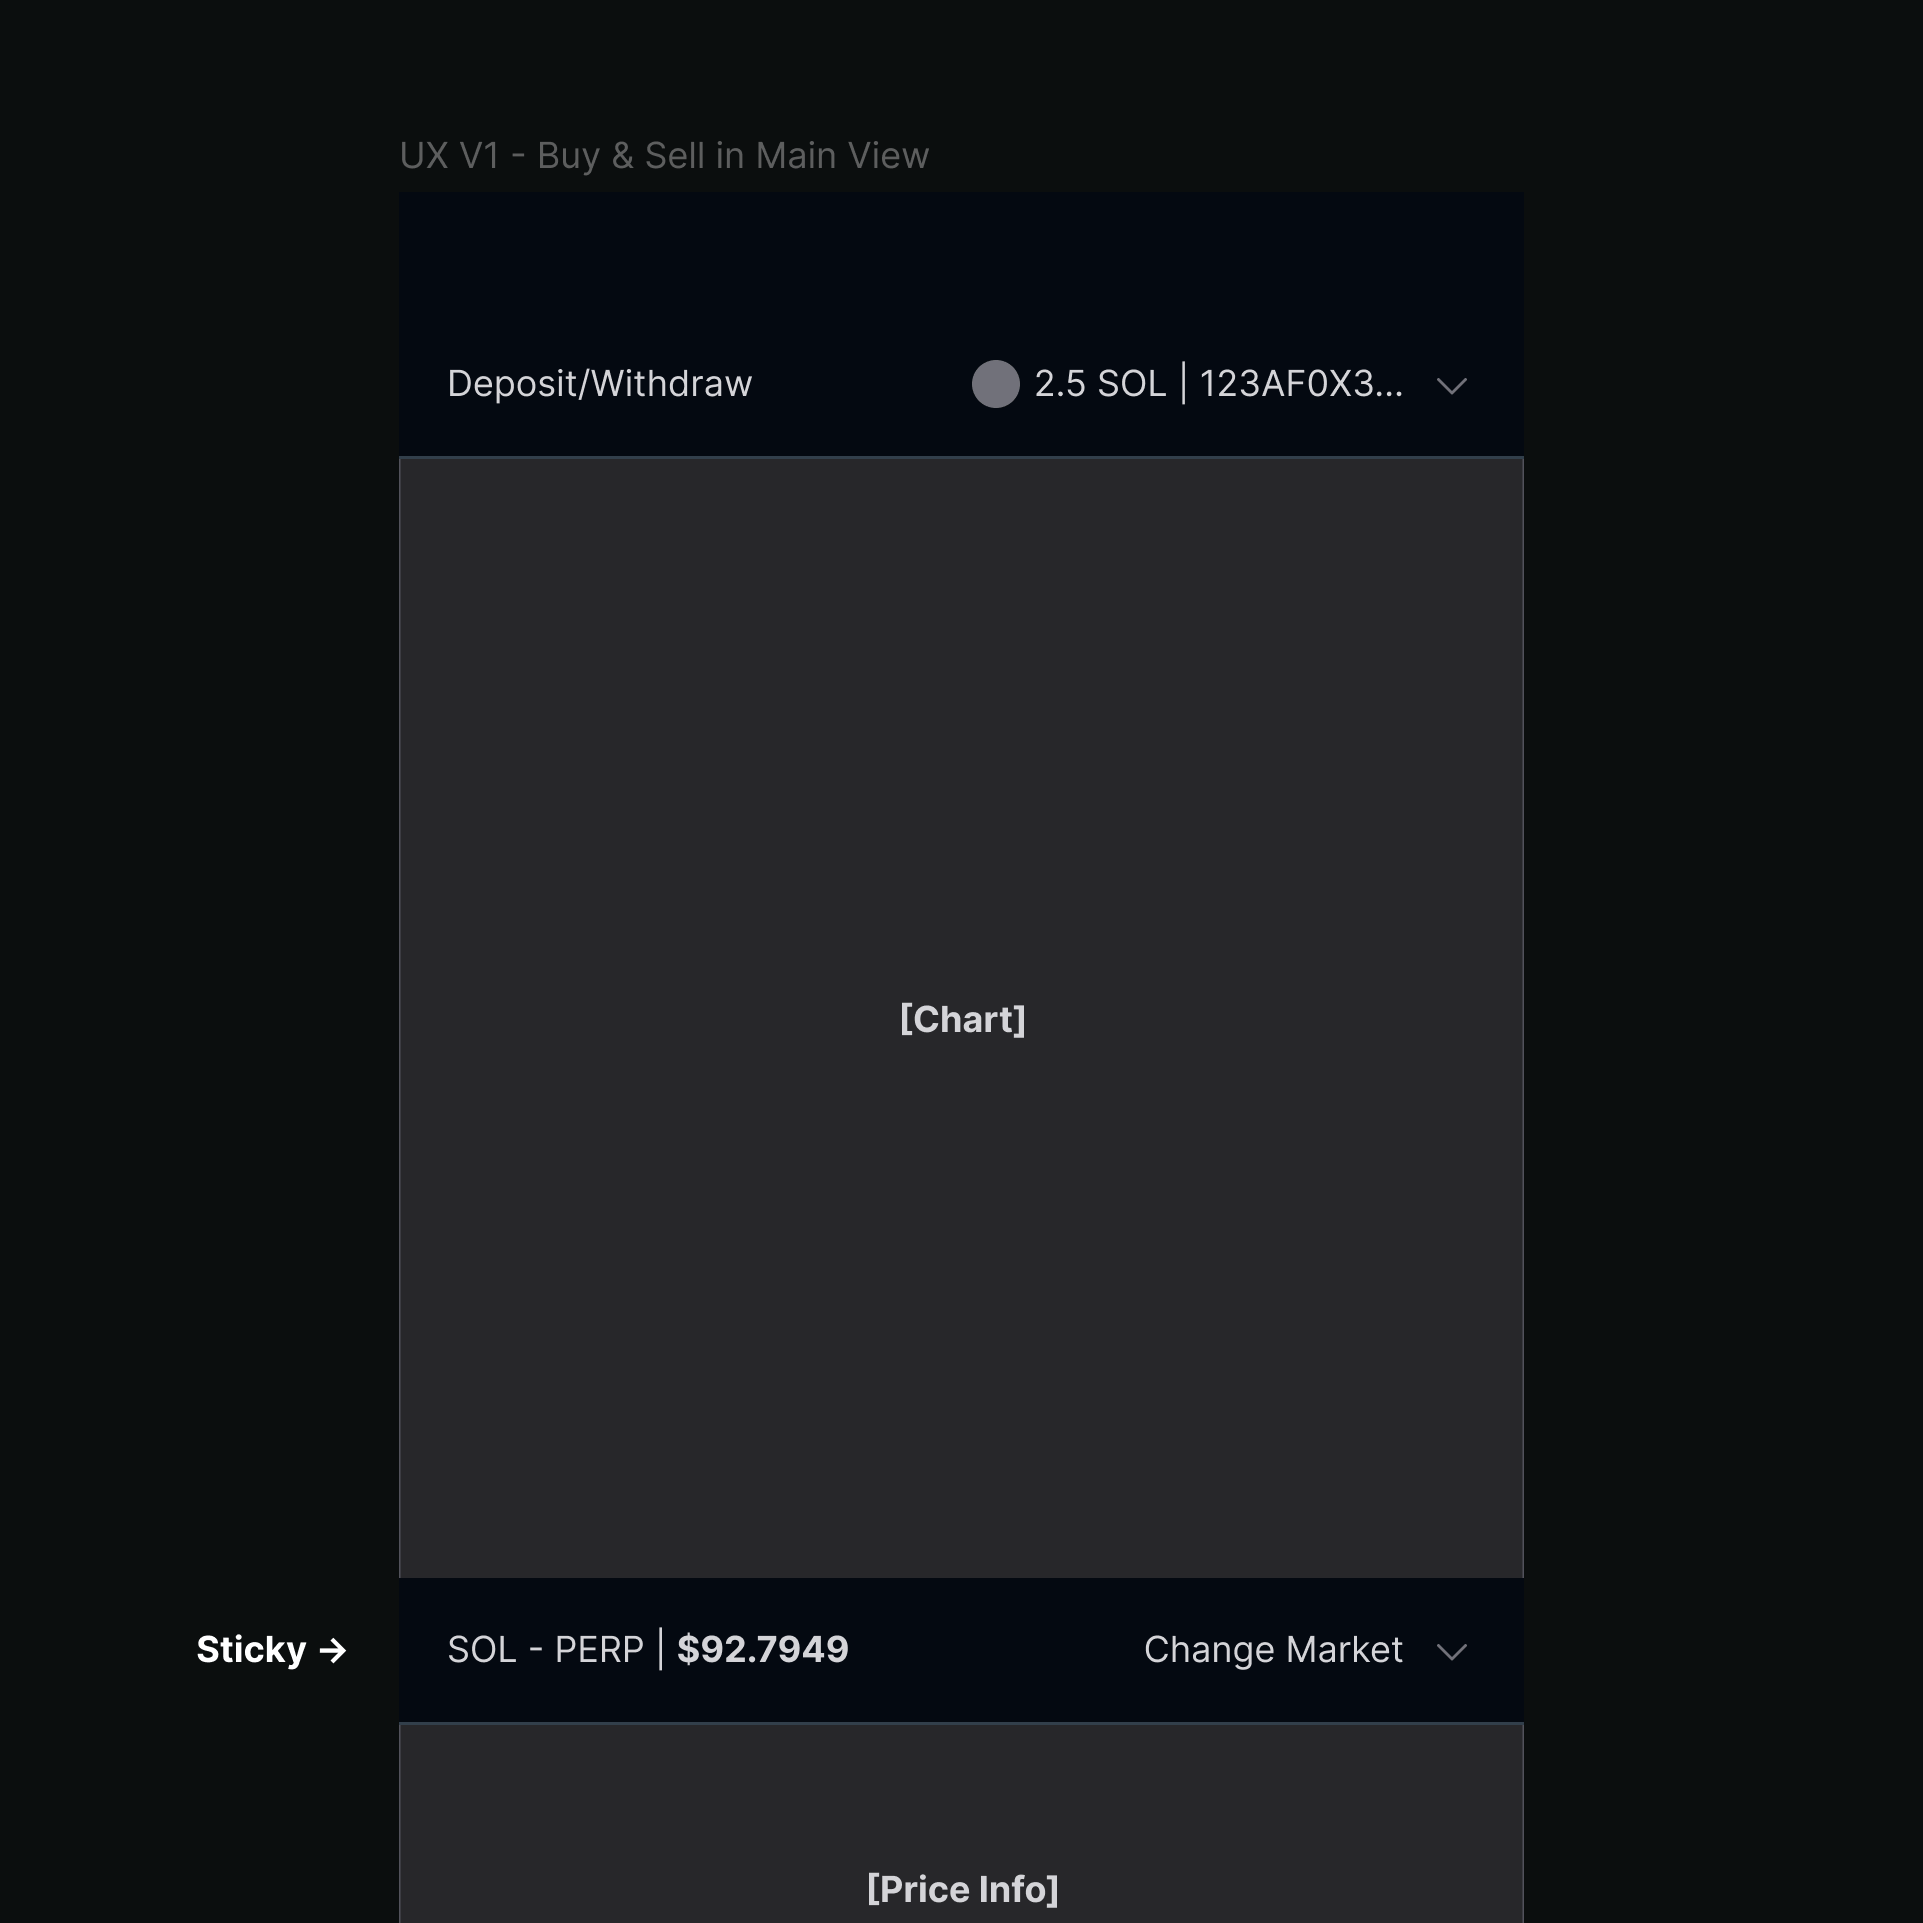 UX V1 - Buy & Sell in Main View
Deposit/Withdraw
2.5 SOL | 123AF0X3...
[Chart]
Sticky →
SOL - PERP | $92.7949
Change Market
[Price Info]